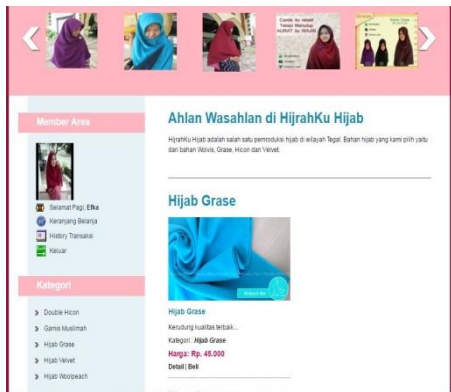 Ahlan Wasahlan di HijrahKu Hijab
HijrahKu Hijab adalah salah satu pemroduksi hijab di wilayah Tegal. Bahan hijab yang kami pilih yaitu
dari bahan Wolvis, Grase, Hicon dan Velvet.
Member Area
Selamat Pagi, Efka
Keranjang Belanja
History Transaksi
Keluar
Kategori
Double Hicon
Gamis Muslimah
Hijab Grase
Hijab Velvet
Hijab Woolpeach
Hijab Grase
Hijab Grase
Kerudung kualitas terbaik...
Kategori : Hijab Grase
Harga: Rp. 45.000
Detail | Beli